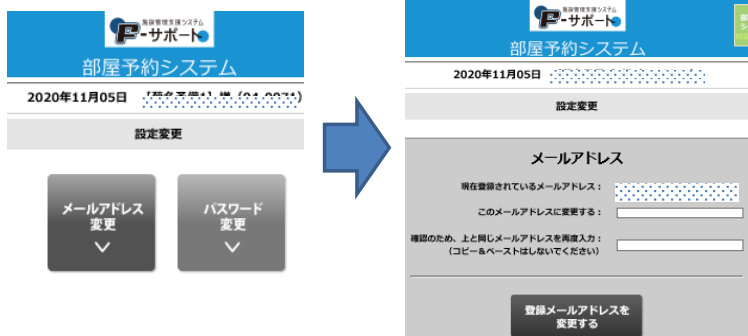 施設管理支援システム
F-サポート
部屋予約システム
2020年11月05日
設定変更
メールアドレス
変更
パスワード
変更
施設管理支援システム
F-サポート
部屋予約システム
2020年11月05日
設定変更
メールアドレス
現在登録されているメールアドレス：
このメールアドレスに変更する：
確認のため、上と同じメールアドレスを再度入力：
（コピー＆ペーストはしないでください）
登録メールアドレスを
変更する